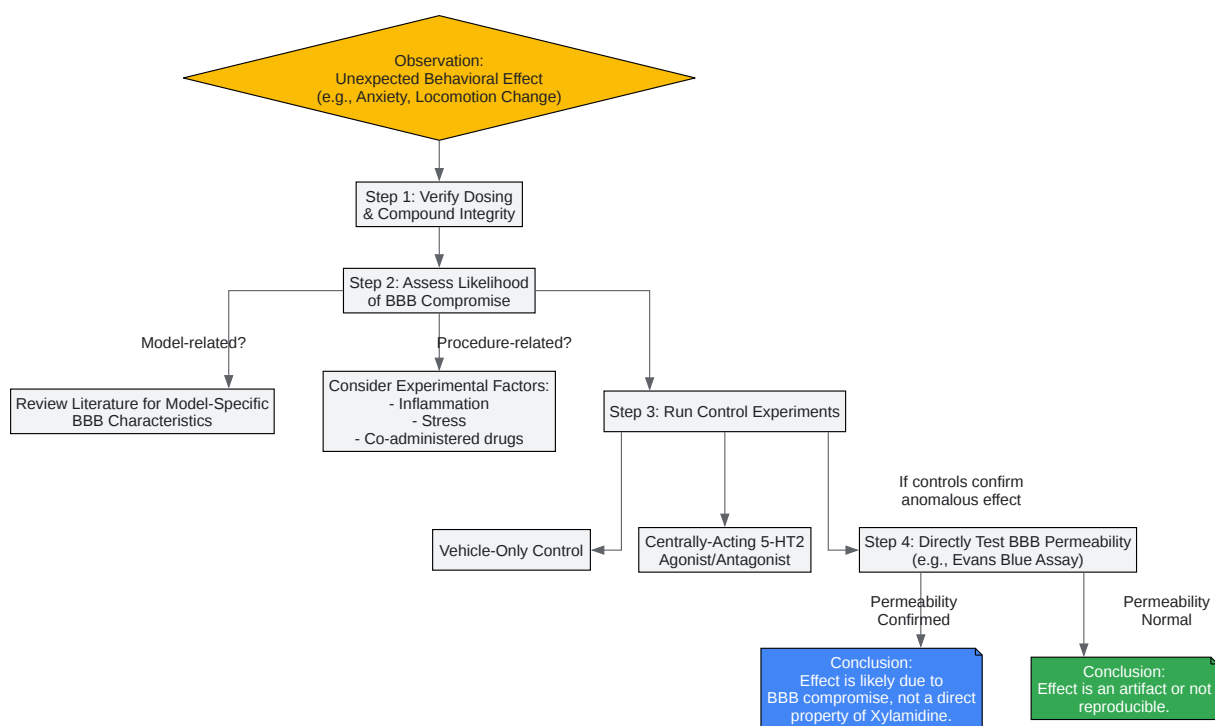 Observation:
Unexpected Behavioral Effect
(e.g., Anxiety, Locomotion Change)
Step 1: Verify Dosing
& Compound Integrity
Step 2: Assess Likelihood
of BBB Compromise
Model-related?
Procedure-related?
Review Literature for Model-Specific
BBB Characteristics
Consider Experimental Factors:
- Inflammation
- Stress
- Co-administered drugs
Step 3: Run Control Experiments
If controls confirm
anomalous effect
Vehicle-Only Control
Centrally-Acting 5-HT2
Agonist/Antagonist
Step 4: Directly Test BBB Permeability
(e.g., Evans Blue Assay)
Permeability
Confirmed
Permeability
Normal
Conclusion:
Effect is likely due to
BBB compromise, not a direct
property of Xylamidine.
Conclusion:
Effect is an artifact or not
reproducible.